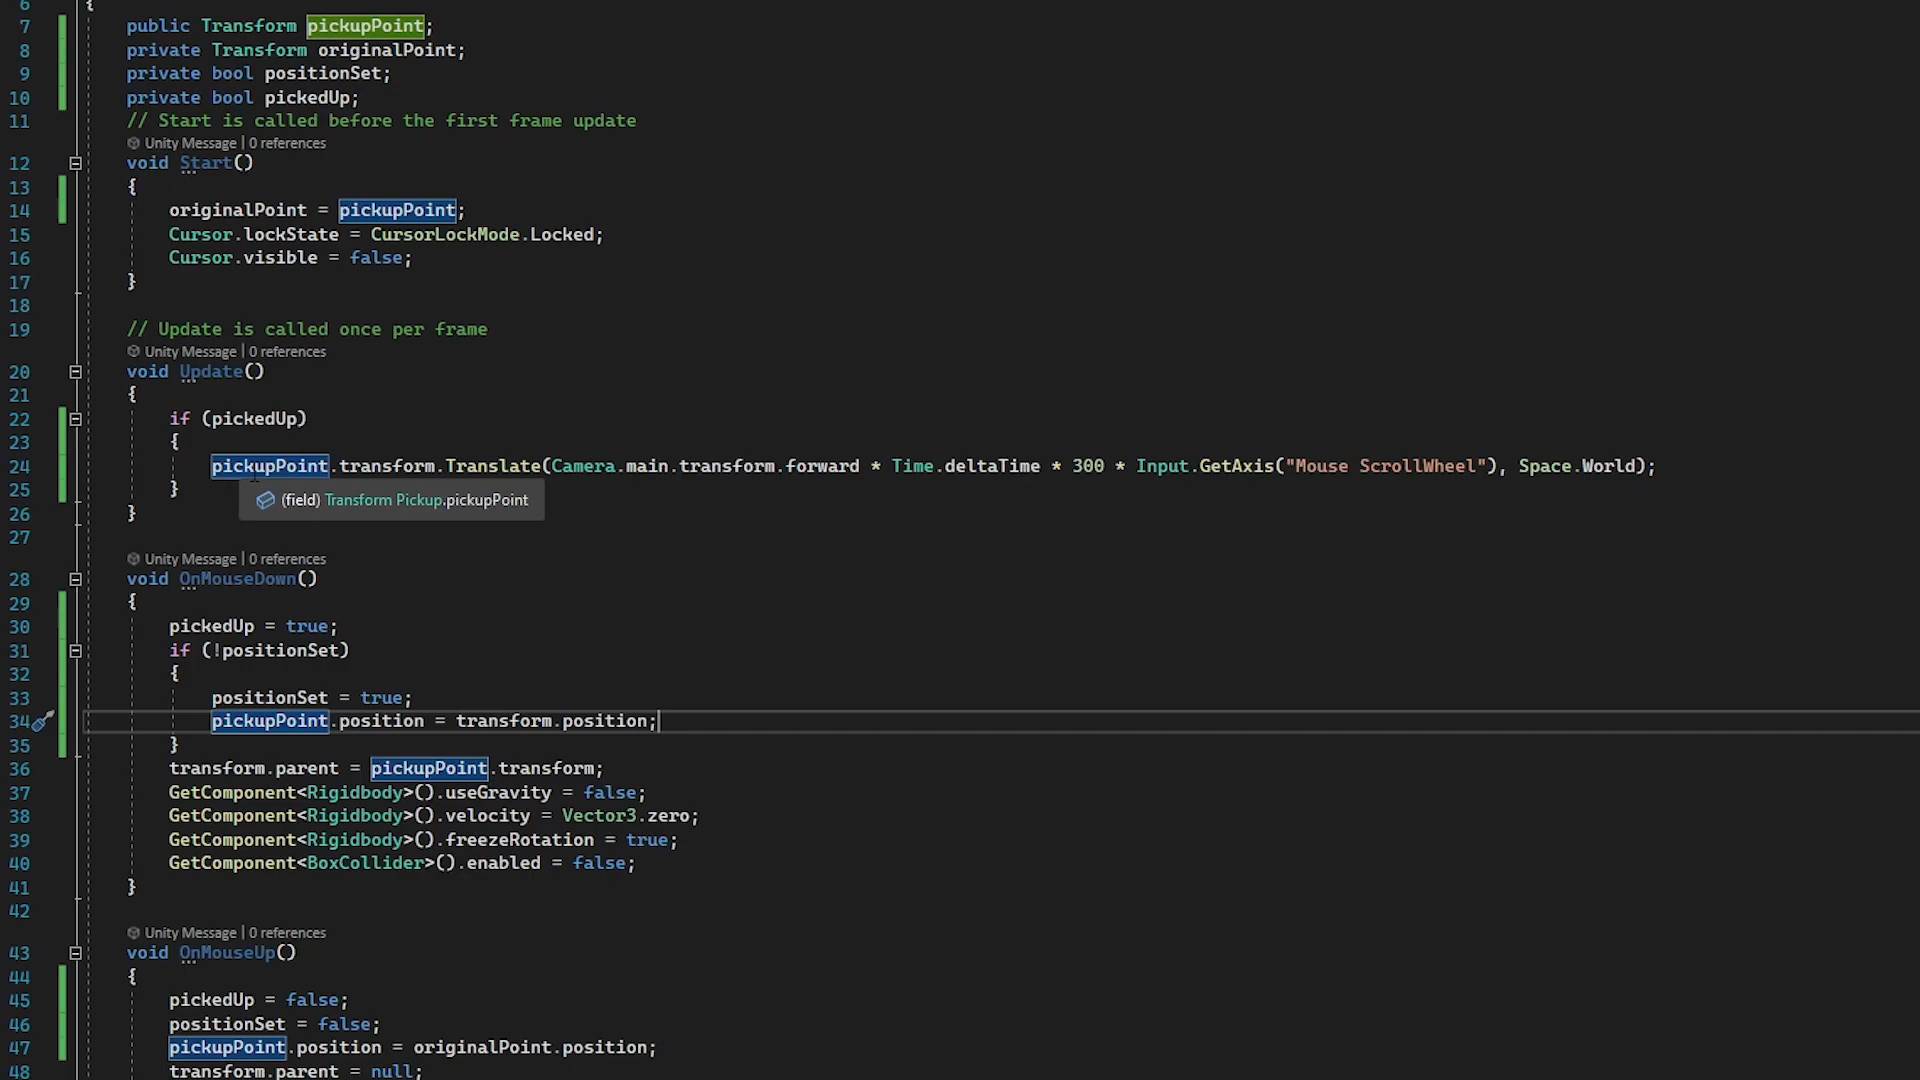 6 {
7 public Transform pickupPoint;
8 private Transform originalPoint;
9 private bool positionSet;
10 private bool pickedUp;
11 // Start is called before the first frame update
Unity Message | 0 references
12 void Start()
13 {
14 originalPoint = pickupPoint;
15 Cursor.lockState = CursorLockMode.Locked;
16 Cursor.visible = false;
17 }
18
19 // Update is called once per frame
Unity Message | 0 references
20 void Update()
21 {
22 if (pickedUp)
23 {
24 pickupPoint.transform.Translate(Camera.main.transform.forward * Time.deltaTime * 300 * Input.GetAxis("Mouse ScrollWheel"), Space.World);
25 }
(field) Transform Pickup.pickupPoint
26 }
27
Unity Message | 0 references
28 void OnMouseDown()
29 {
30 pickedUp = true;
31 if (!positionSet)
32 {
33 positionSet = true;
34 pickupPoint.position = transform.position;
35 }
36 transform.parent = pickupPoint.transform;
37 GetComponent<Rigidbody>().useGravity = false;
38 GetComponent<Rigidbody>().velocity = Vector3.zero;
39 GetComponent<Rigidbody>().freezeRotation = true;
40 GetComponent<BoxCollider>().enabled = false;
41 }
42
Unity Message | 0 references
43 void OnMouseUp()
44 {
45 pickedUp = false;
46 positionSet = false;
47 pickupPoint.position = originalPoint.position;
48 transform.parent = null;